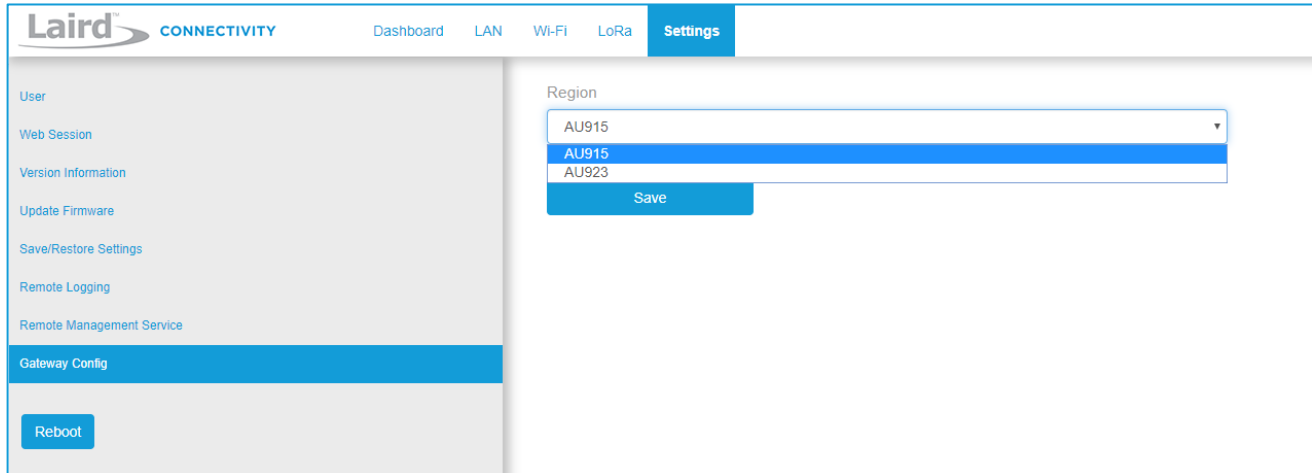 Laird™ CONNECTIVITY Dashboard LAN Wi-Fi LoRa Settings
User
Web Session
Version Information
Update Firmware
Save/Restore Settings
Remote Logging
Remote Management Service
Gateway Config
Reboot
Region
AU915
AU915
AU923
Save